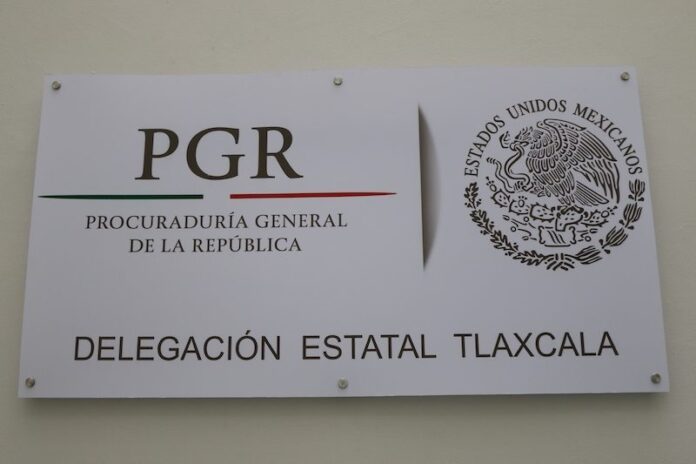 PGR
PROCURADURÍA GENERAL
DE LA REPÚBLICA
ESTADOS UNIDOS MEXICANOS
DELEGACIÓN ESTATAL TLAXCALA